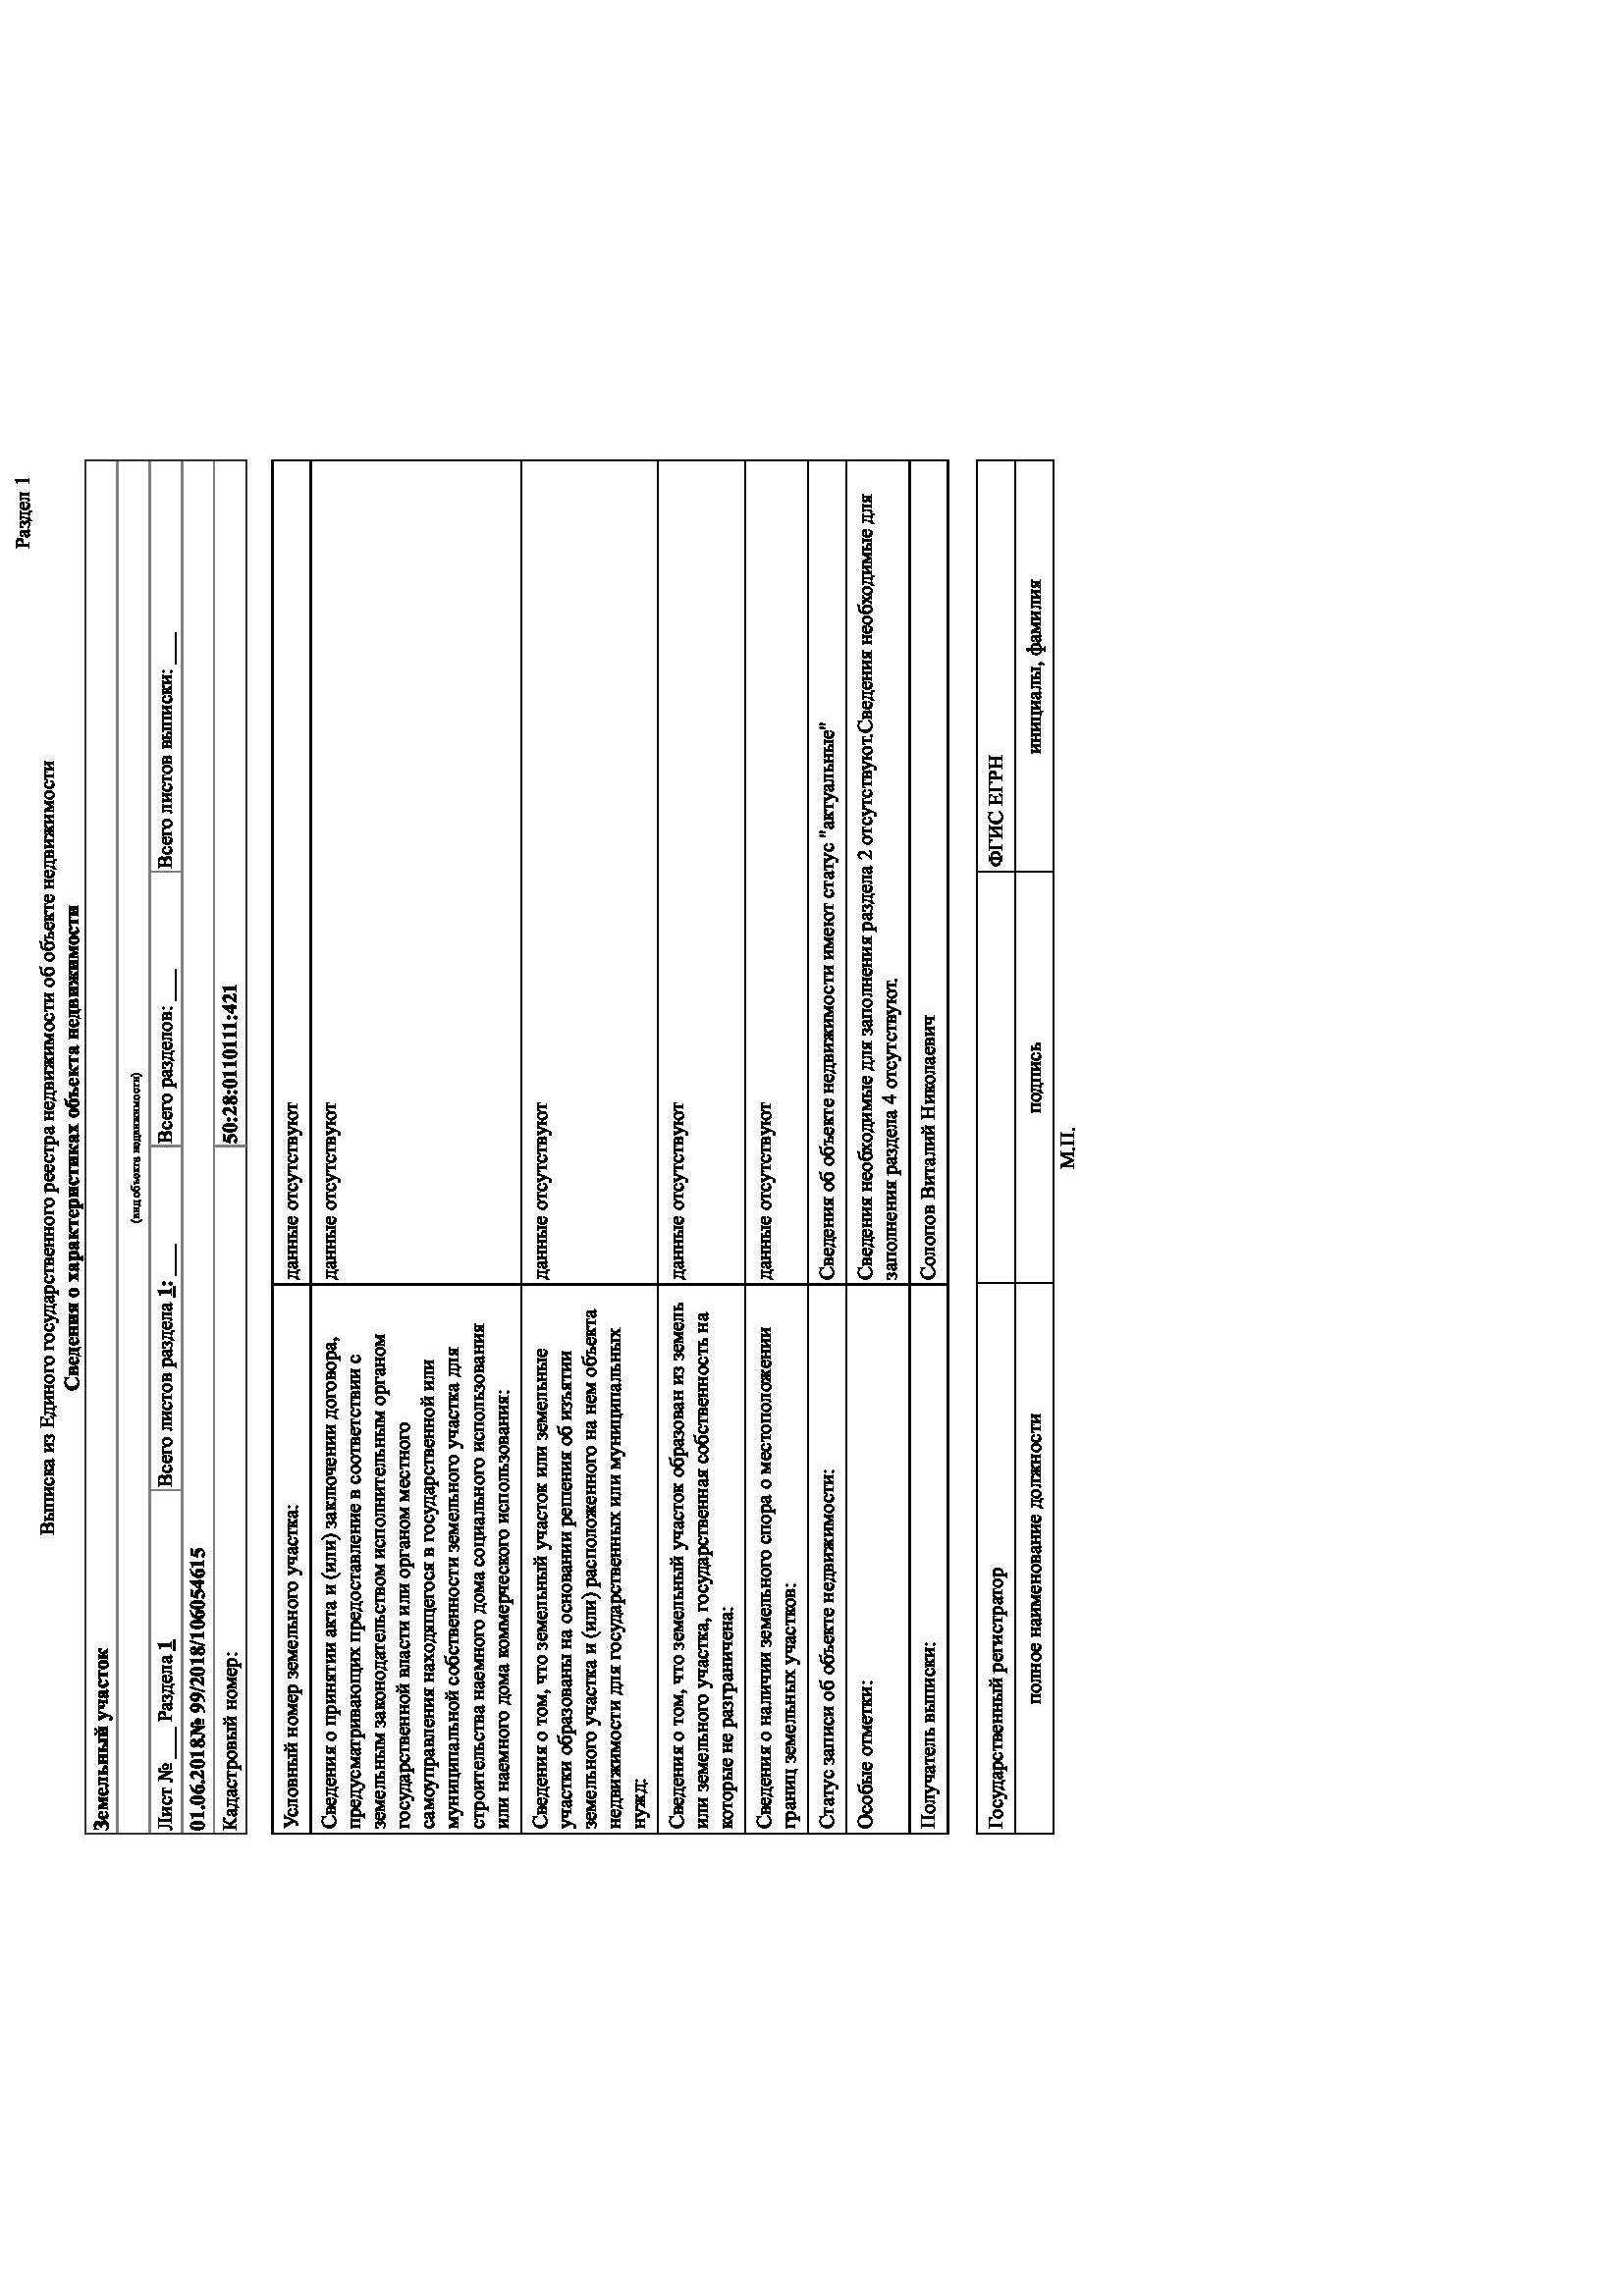 Раздел 1
Выписка из Единого государственного реестра недвижимости об объекте недвижимости
Сведения о характеристиках объекта недвижимости
Земельный участок
(вид объекта недвижимости)
Лист № ___ Раздела 1 Всего листов раздела 1: ___ Всего разделов: ___ Всего листов выписки: ___
01.06.2018№ 99/2018/106054615
Кадастровый номер: 50:28:0110111:421
Условный номер земельного участка: данные отсутствуют
Сведения о принятии акта и (или) заключении договора, данные отсутствуют
предусматривающих предоставление в соответствии с
земельным законодательством исполнительным органом
государственной власти или органом местного
самоуправления находящегося в государственной или
муниципальной собственности земельного участка для
строительства наемного дома социального использования
или наемного дома коммерческого использования:
Сведения о том, что земельный участок или земельные данные отсутствуют
участки образованы на основании решения об изъятии
земельного участка и (или) расположенного на нем объекта
недвижимости для государственных или муниципальных
нужд:
Сведения о том, что земельный участок образован из земель данные отсутствуют
или земельного участка, государственная собственность на
которые не разграничена:
Сведения о наличии земельного спора о местоположении данные отсутствуют
границ земельных участков:
Статус записи об объекте недвижимости: Сведения об объекте недвижимости имеют статус "актуальные"
Особые отметки: Сведения необходимые для заполнения раздела 2 отсутствуют.Сведения необходимые для
заполнения раздела 4 отсутствуют.
Получатель выписки: Солопов Виталий Николаевич
Государственный регистратор ФГИС ЕГРН
полное наименование должности подпись инициалы, фамилия
М.П.